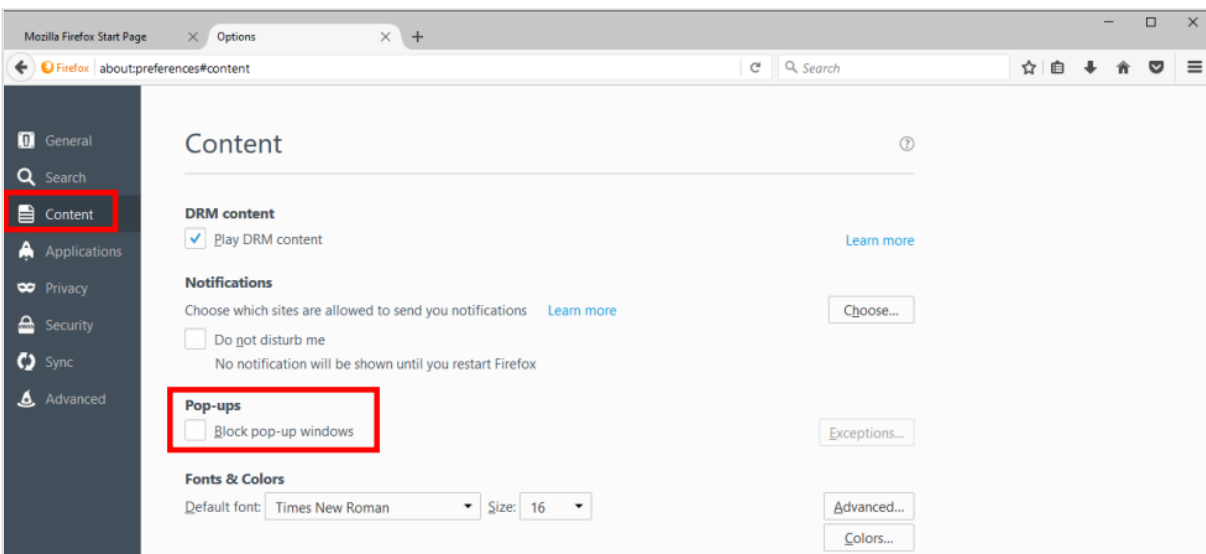 Mozilla Firefox Start Page
Options
Firefox about:preferences#content
Search
General
Search
Content
Applications
Privacy
Security
Sync
Advanced
Content
DRM content
Play DRM content Learn more
Notifications
Choose which sites are allowed to send you notifications Learn more Choose...
Do not disturb me
No notification will be shown until you restart Firefox
Pop-ups
Block pop-up windows Exceptions...
Fonts & Colors
Default font: Times New Roman Size: 16 Advanced...
Colors...